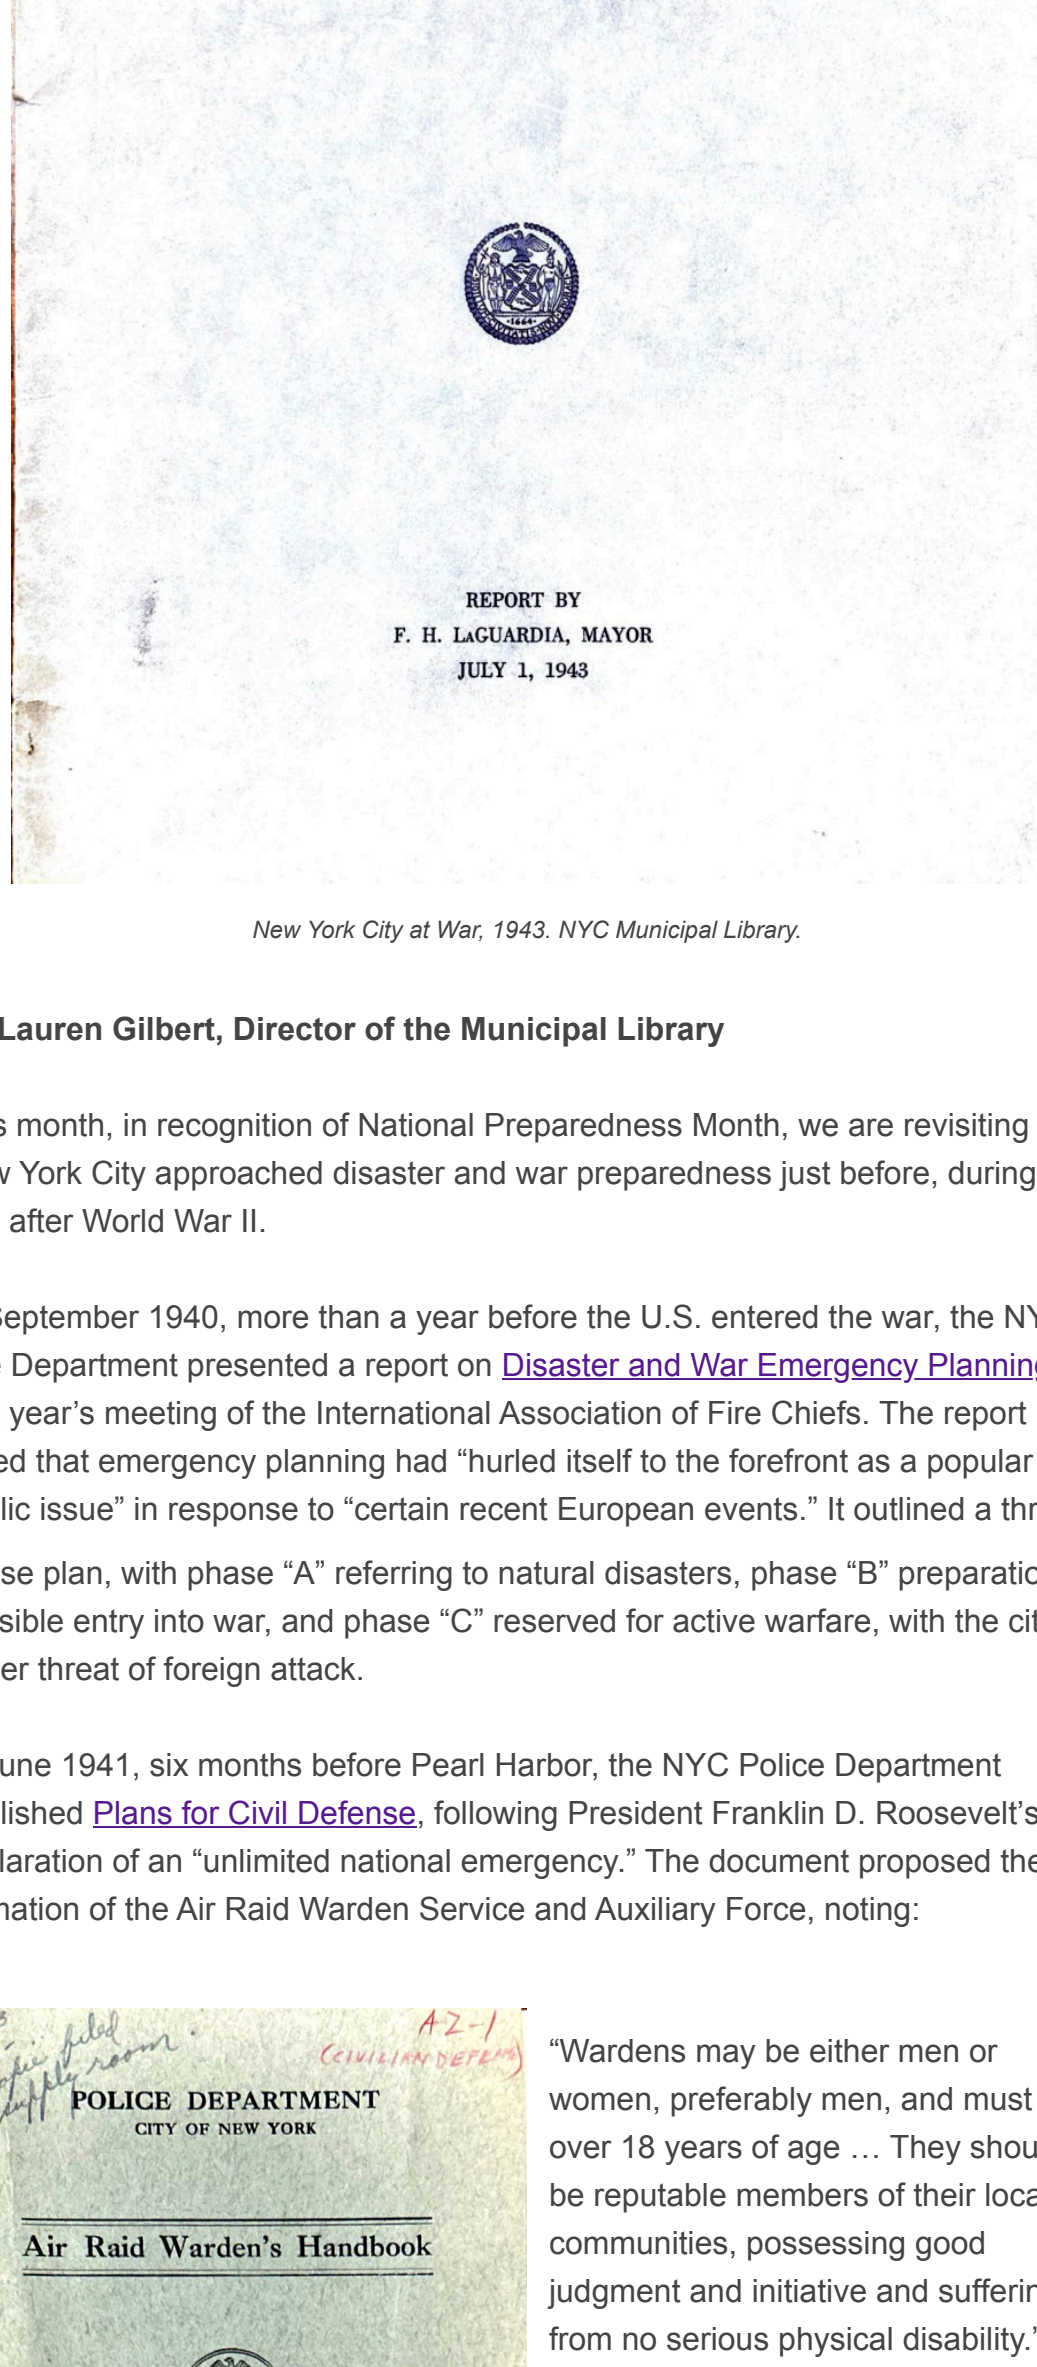 ·1664·
REPORT BY
F. H. LaGUARDIA, MAYOR
JULY 1, 1943
New York City at War, 1943. NYC Municipal Library.
Lauren Gilbert, Director of the Municipal Library
s month, in recognition of National Preparedness Month, we are revisiting
w York City approached disaster and war preparedness just before, during
after World War II.
September 1940, more than a year before the U.S. entered the war, the NY
e Department presented a report on Disaster and War Emergency Planning
year’s meeting of the International Association of Fire Chiefs. The report
ed that emergency planning had “hurled itself to the forefront as a popular
lic issue” in response to “certain recent European events.” It outlined a thr
se plan, with phase “A” referring to natural disasters, phase “B” preparatio
sible entry into war, and phase “C” reserved for active warfare, with the cit
er threat of foreign attack.
une 1941, six months before Pearl Harbor, the NYC Police Department
lished Plans for Civil Defense, following President Franklin D. Roosevelt’s
laration of an “unlimited national emergency.” The document proposed the
mation of the Air Raid Warden Service and Auxiliary Force, noting:
filed
supply room.
AZ-1
(CIVILIAN DEFENSE)
POLICE DEPARTMENT
CITY OF NEW YORK
Air Raid Warden's Handbook
“Wardens may be either men or
women, preferably men, and must
over 18 years of age … They shou
be reputable members of their loca
communities, possessing good
judgment and initiative and sufferin
from no serious physical disability.”